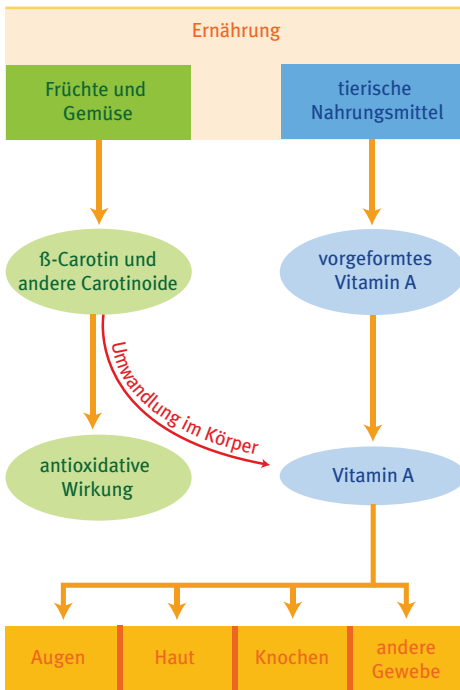 Ernährung
Früchte und
Gemüse
tierische
Nahrungsmittel
ß-Carotin und
andere Carotinoide
vorgeformtes
Vitamin A
Umwandlung im Körper
antioxidative
Wirkung
Vitamin A
Augen
Haut
Knochen
andere
Gewebe